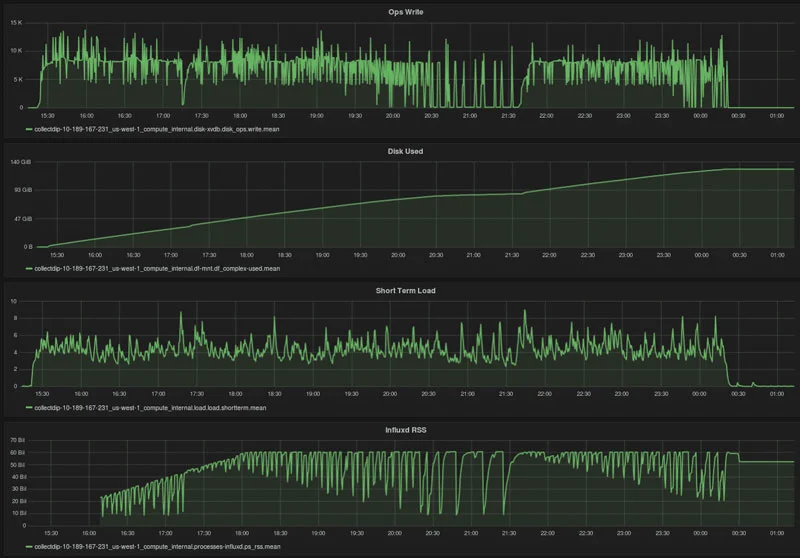 Ops Write
15 K
10 K
5 K
0
15:30 16:00 16:30 17:00 17:30 18:00 18:30 19:00 19:30 20:00 20:30 21:00 21:30 22:00 22:30 23:00 23:30 00:00 00:30 01:00
collectdip-10-189-167-231_us-west-1_compute_internal.disk-xvdb.disk_ops.write.mean
Disk Used
140 GiB
93 GiB
47 GiB
0 B
15:30 16:00 16:30 17:00 17:30 18:00 18:30 19:00 19:30 20:00 20:30 21:00 21:30 22:00 22:30 23:00 23:30 00:00 00:30 01:00
collectdip-10-189-167-231_us-west-1_compute_internal.df-mnt.df_complex-used.mean
Short Term Load
10
8
6
4
2
0
15:30 16:00 16:30 17:00 17:30 18:00 18:30 19:00 19:30 20:00 20:30 21:00 21:30 22:00 22:30 23:00 23:30 00:00 00:30 01:00
collectdip-10-189-167-231_us-west-1_compute_internal.load.load.shortterm.mean
Influxd RSS
70 Bil
60 Bil
50 Bil
40 Bil
30 Bil
20 Bil
10 Bil
0
15:30 16:00 16:30 17:00 17:30 18:00 18:30 19:00 19:30 20:00 20:30 21:00 21:30 22:00 22:30 23:00 23:30 00:00 00:30 01:00
collectdip-10-189-167-231_us-west-1_compute_internal.processes-influxd.ps_rss.mean